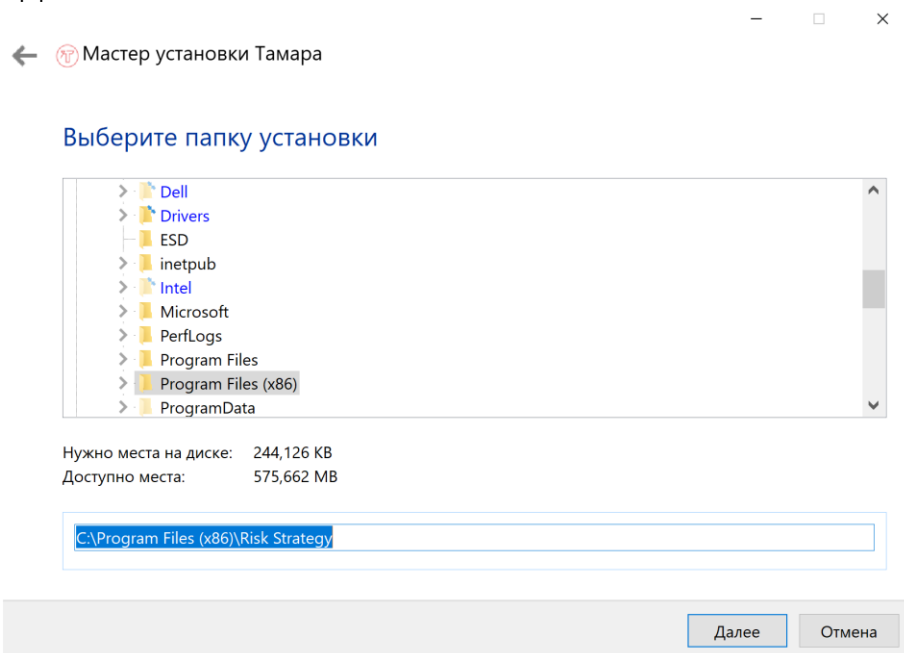 Мастер установки Тамара
Выберите папку установки
Dell
Drivers
ESD
inetpub
Intel
Microsoft
PerfLogs
Program Files
Program Files (x86)
ProgramData
Нужно места на диске: 244,126 KB
Доступно места: 575,662 MB
C:\Program Files (x86)\Risk Strategy
Далее Отмена